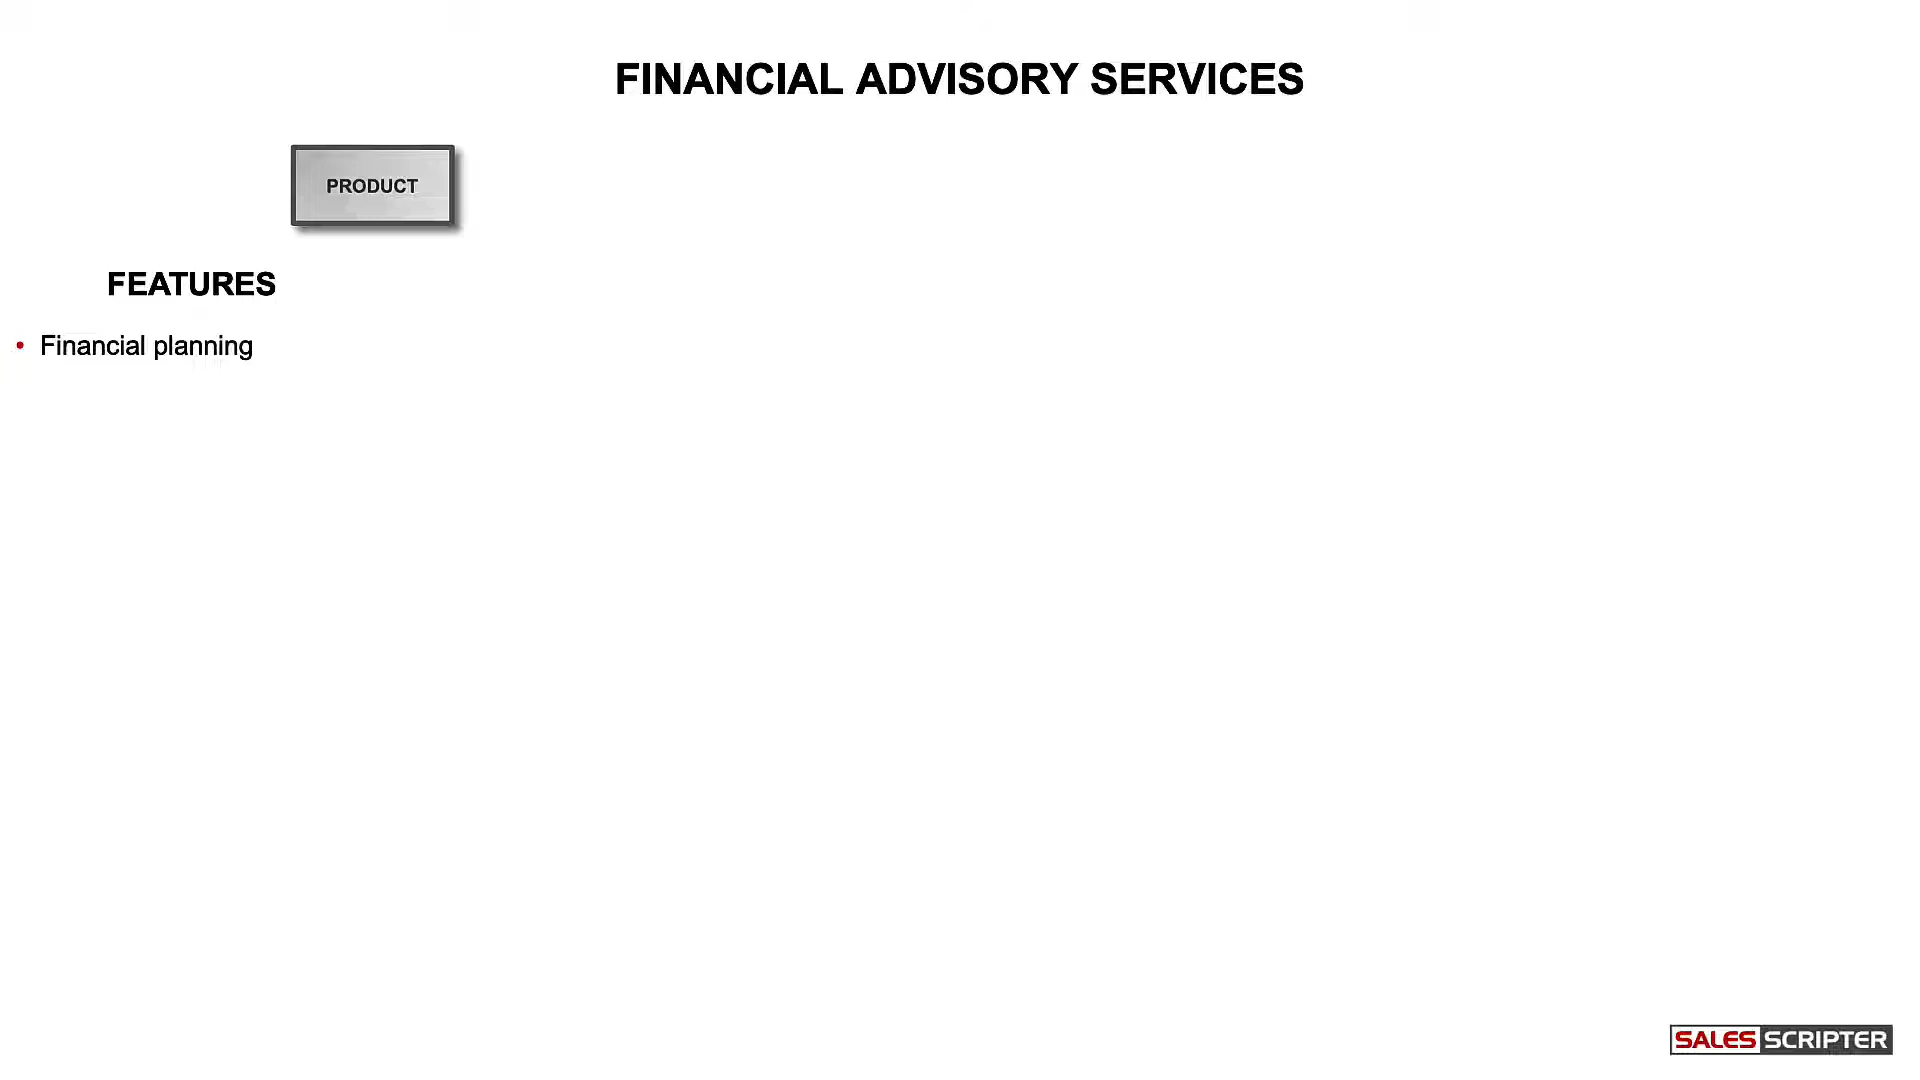 FINANCIAL ADVISORY SERVICES
PRODUCT
FEATURES
• Financial planning
SALES SCRIPTER